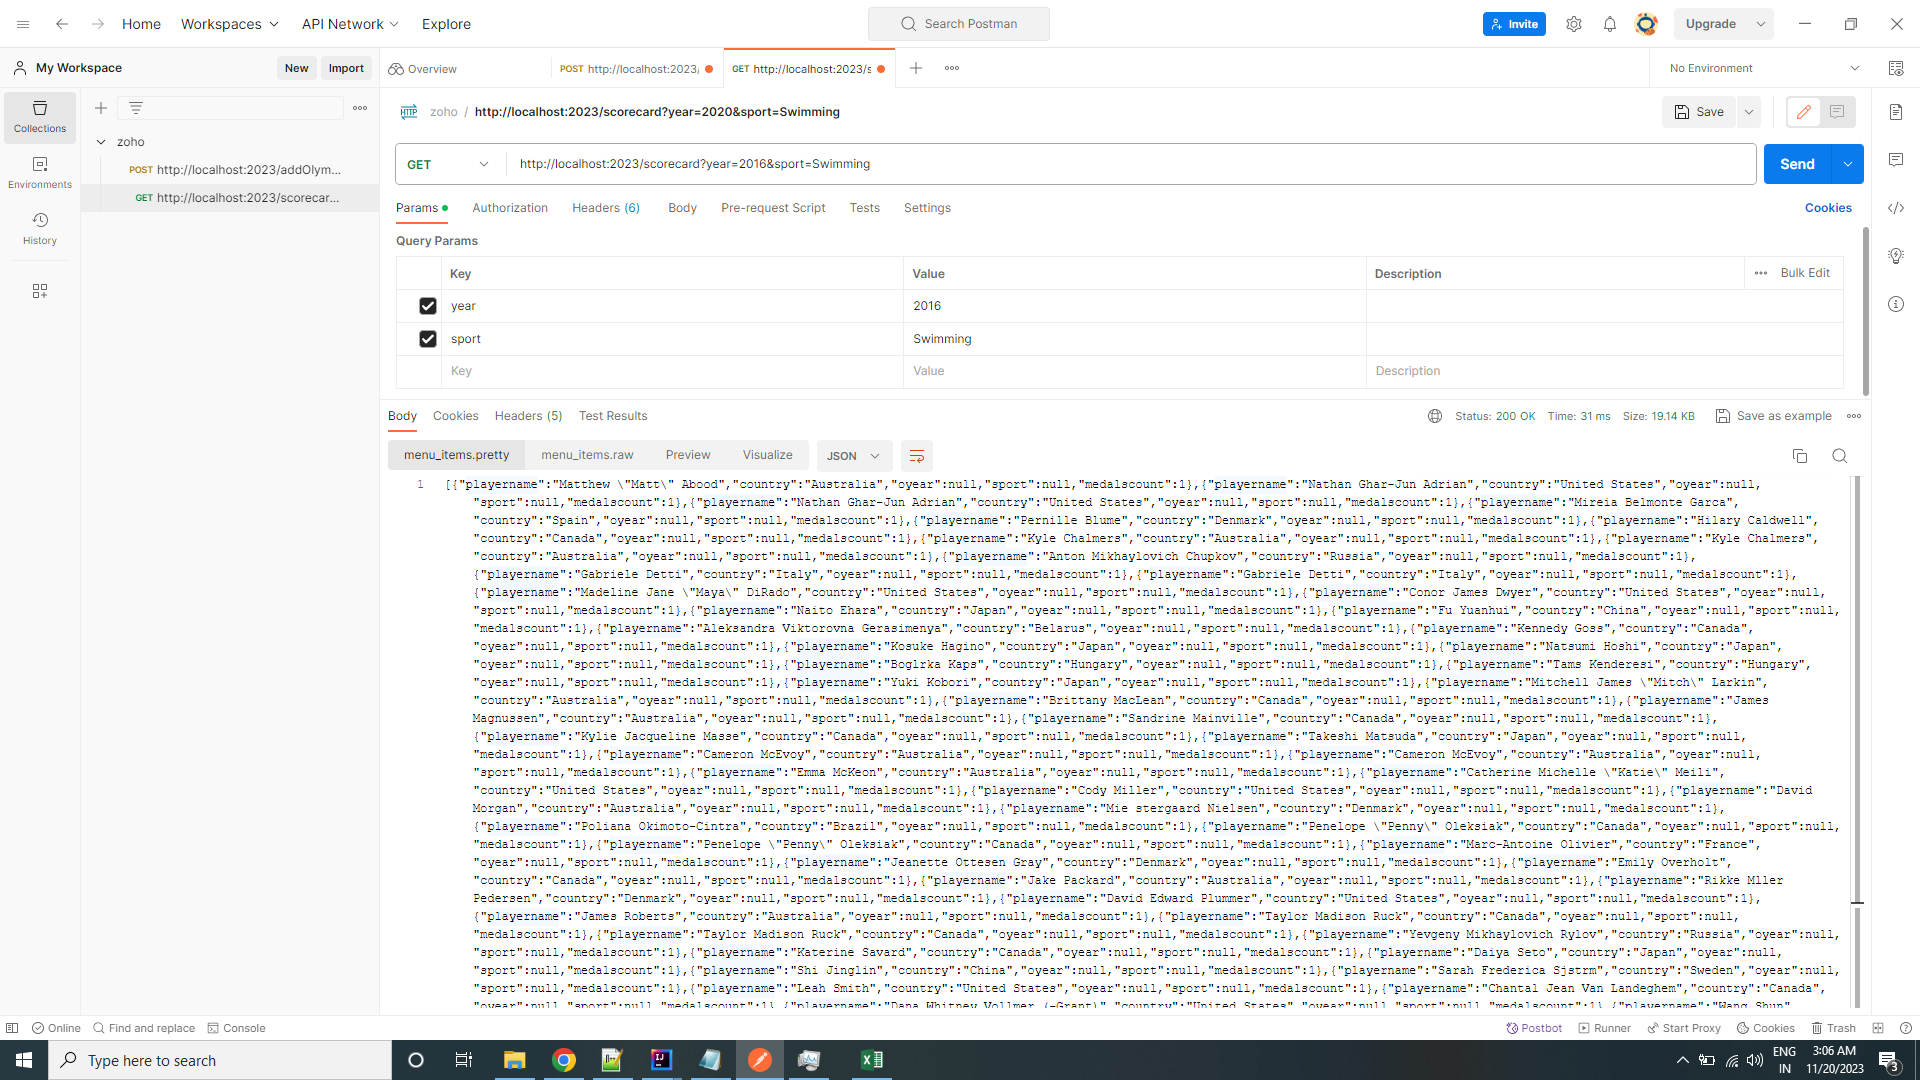 Home Workspaces API Network Explore Search Postman Invite Upgrade
My Workspace New Import Overview POST http://localhost:2023/ GET http://localhost:2023/s No Environment
Collections
Environments
History
zoho
POST http://localhost:2023/addOlym...
GET http://localhost:2023/scorecar...
HTTP zoho / http://localhost:2023/scorecard?year=2020&sport=Swimming Save
GET http://localhost:2023/scorecard?year=2016&sport=Swimming Send
Params Authorization Headers (6) Body Pre-request Script Tests Settings Cookies
Query Params
Key Value Description Bulk Edit
year 2016
sport Swimming
Key Value Description
Body Cookies Headers (5) Test Results Status: 200 OK Time: 31 ms Size: 19.14 KB Save as example
menu_items.pretty menu_items.raw Preview Visualize JSON
1 [{"playername":"Matthew \"Matt\" Abood","country":"Australia","oyear":null,"sport":null,"medalscount":1},{"playername":"Nathan Ghar-Jun Adrian","country":"United States","oyear":null,
"sport":null,"medalscount":1},{"playername":"Nathan Ghar-Jun Adrian","country":"United States","oyear":null,"sport":null,"medalscount":1},{"playername":"Mireia Belmonte Garca",
"country":"Spain","oyear":null,"sport":null,"medalscount":1},{"playername":"Pernille Blume","country":"Denmark","oyear":null,"sport":null,"medalscount":1},{"playername":"Hilary Caldwell",
"country":"Canada","oyear":null,"sport":null,"medalscount":1},{"playername":"Kyle Chalmers","country":"Australia","oyear":null,"sport":null,"medalscount":1},{"playername":"Kyle Chalmers",
"country":"Australia","oyear":null,"sport":null,"medalscount":1},{"playername":"Anton Mikhaylovich Chupkov","country":"Russia","oyear":null,"sport":null,"medalscount":1},
{"playername":"Gabriele Detti","country":"Italy","oyear":null,"sport":null,"medalscount":1},{"playername":"Gabriele Detti","country":"Italy","oyear":null,"sport":null,"medalscount":1},
{"playername":"Madeline Jane \"Maya\" DiRado","country":"United States","oyear":null,"sport":null,"medalscount":1},{"playername":"Conor James Dwyer","country":"United States","oyear":null,
"sport":null,"medalscount":1},{"playername":"Naito Ehara","country":"Japan","oyear":null,"sport":null,"medalscount":1},{"playername":"Fu Yuanhui","country":"China","oyear":null,"sport":null,
"medalscount":1},{"playername":"Aleksandra Viktorovna Gerasimenya","country":"Belarus","oyear":null,"sport":null,"medalscount":1},{"playername":"Kennedy Goss","country":"Canada",
"oyear":null,"sport":null,"medalscount":1},{"playername":"Kosuke Hagino","country":"Japan","oyear":null,"sport":null,"medalscount":1},{"playername":"Natsumi Hoshi","country":"Japan",
"oyear":null,"sport":null,"medalscount":1},{"playername":"Boglrka Kaps","country":"Hungary","oyear":null,"sport":null,"medalscount":1},{"playername":"Tams Kenderesi","country":"Hungary",
"oyear":null,"sport":null,"medalscount":1},{"playername":"Yuki Kobori","country":"Japan","oyear":null,"sport":null,"medalscount":1},{"playername":"Mitchell James \"Mitch\" Larkin",
"country":"Australia","oyear":null,"sport":null,"medalscount":1},{"playername":"Brittany MacLean","country":"Canada","oyear":null,"sport":null,"medalscount":1},{"playername":"James
Magnussen","country":"Australia","oyear":null,"sport":null,"medalscount":1},{"playername":"Sandrine Mainville","country":"Canada","oyear":null,"sport":null,"medalscount":1},
{"playername":"Kylie Jacqueline Masse","country":"Canada","oyear":null,"sport":null,"medalscount":1},{"playername":"Takeshi Matsuda","country":"Japan","oyear":null,"sport":null,
"medalscount":1},{"playername":"Cameron McEvoy","country":"Australia","oyear":null,"sport":null,"medalscount":1},{"playername":"Cameron McEvoy","country":"Australia","oyear":null,
"sport":null,"medalscount":1},{"playername":"Emma McKeon","country":"Australia","oyear":null,"sport":null,"medalscount":1},{"playername":"Catherine Michelle \"Katie\" Meili",
"country":"United States","oyear":null,"sport":null,"medalscount":1},{"playername":"Cody Miller","country":"United States","oyear":null,"sport":null,"medalscount":1},{"playername":"David
Morgan","country":"Australia","oyear":null,"sport":null,"medalscount":1},{"playername":"Mie stergaard Nielsen","country":"Denmark","oyear":null,"sport":null,"medalscount":1},
{"playername":"Poliana Okimoto-Cintra","country":"Brazil","oyear":null,"sport":null,"medalscount":1},{"playername":"Penelope \"Penny\" Oleksiak","country":"Canada","oyear":null,"sport":null,
"medalscount":1},{"playername":"Penelope \"Penny\" Oleksiak","country":"Canada","oyear":null,"sport":null,"medalscount":1},{"playername":"Marc-Antoine Olivier","country":"France",
"oyear":null,"sport":null,"medalscount":1},{"playername":"Jeanette Ottesen Gray","country":"Denmark","oyear":null,"sport":null,"medalscount":1},{"playername":"Emily Overholt",
"country":"Canada","oyear":null,"sport":null,"medalscount":1},{"playername":"Jake Packard","country":"Australia","oyear":null,"sport":null,"medalscount":1},{"playername":"Rikke Mller
Pedersen","country":"Denmark","oyear":null,"sport":null,"medalscount":1},{"playername":"David Edward Plummer","country":"United States","oyear":null,"sport":null,"medalscount":1},
{"playername":"James Roberts","country":"Australia","oyear":null,"sport":null,"medalscount":1},{"playername":"Taylor Madison Ruck","country":"Canada","oyear":null,"sport":null,
"medalscount":1},{"playername":"Taylor Madison Ruck","country":"Canada","oyear":null,"sport":null,"medalscount":1},{"playername":"Yevgeny Mikhaylovich Rylov","country":"Russia","oyear":null,
"sport":null,"medalscount":1},{"playername":"Katerine Savard","country":"Canada","oyear":null,"sport":null,"medalscount":1},{"playername":"Daiya Seto","country":"Japan","oyear":null,
"sport":null,"medalscount":1},{"playername":"Shi Jinglin","country":"China","oyear":null,"sport":null,"medalscount":1},{"playername":"Sarah Frederica Sjstrm","country":"Sweden","oyear":null,
"sport":null,"medalscount":1},{"playername":"Leah Smith","country":"United States","oyear":null,"sport":null,"medalscount":1},{"playername":"Chantal Jean Van Landeghem","country":"Canada",
"oyear":null,"sport":null,"medalscount":1},{"playername":"Dana Whitney Vollmer (-Grant)","country":"United States","oyear":null,"sport":null,"medalscount":1},{"playername":"Wang Shun"
Online Find and replace Console Postbot Runner Start Proxy Cookies Trash
Type here to search ENG IN 3:06 AM 11/20/2023 3